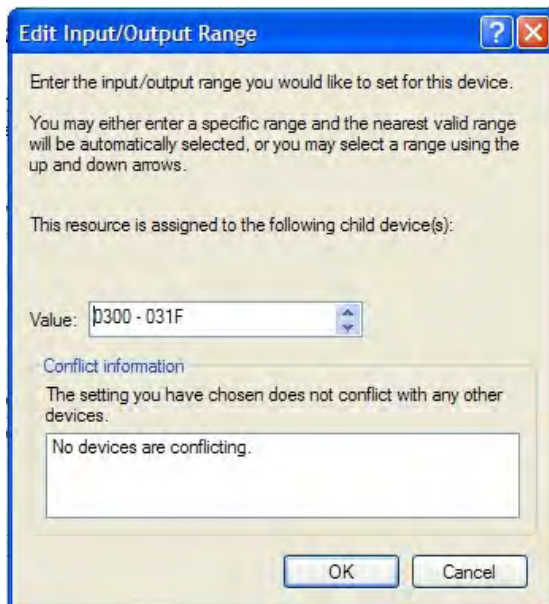 Edit Input/Output Range
Enter the input/output range you would like to set for this device.
You may either enter a specific range and the nearest valid range
will be automatically selected, or you may select a range using the
up and down arrows.
This resource is assigned to the following child device(s):
Value: 0300 - 031F
Conflict information
The setting you have chosen does not conflict with any other
devices.
No devices are conflicting.
OK Cancel